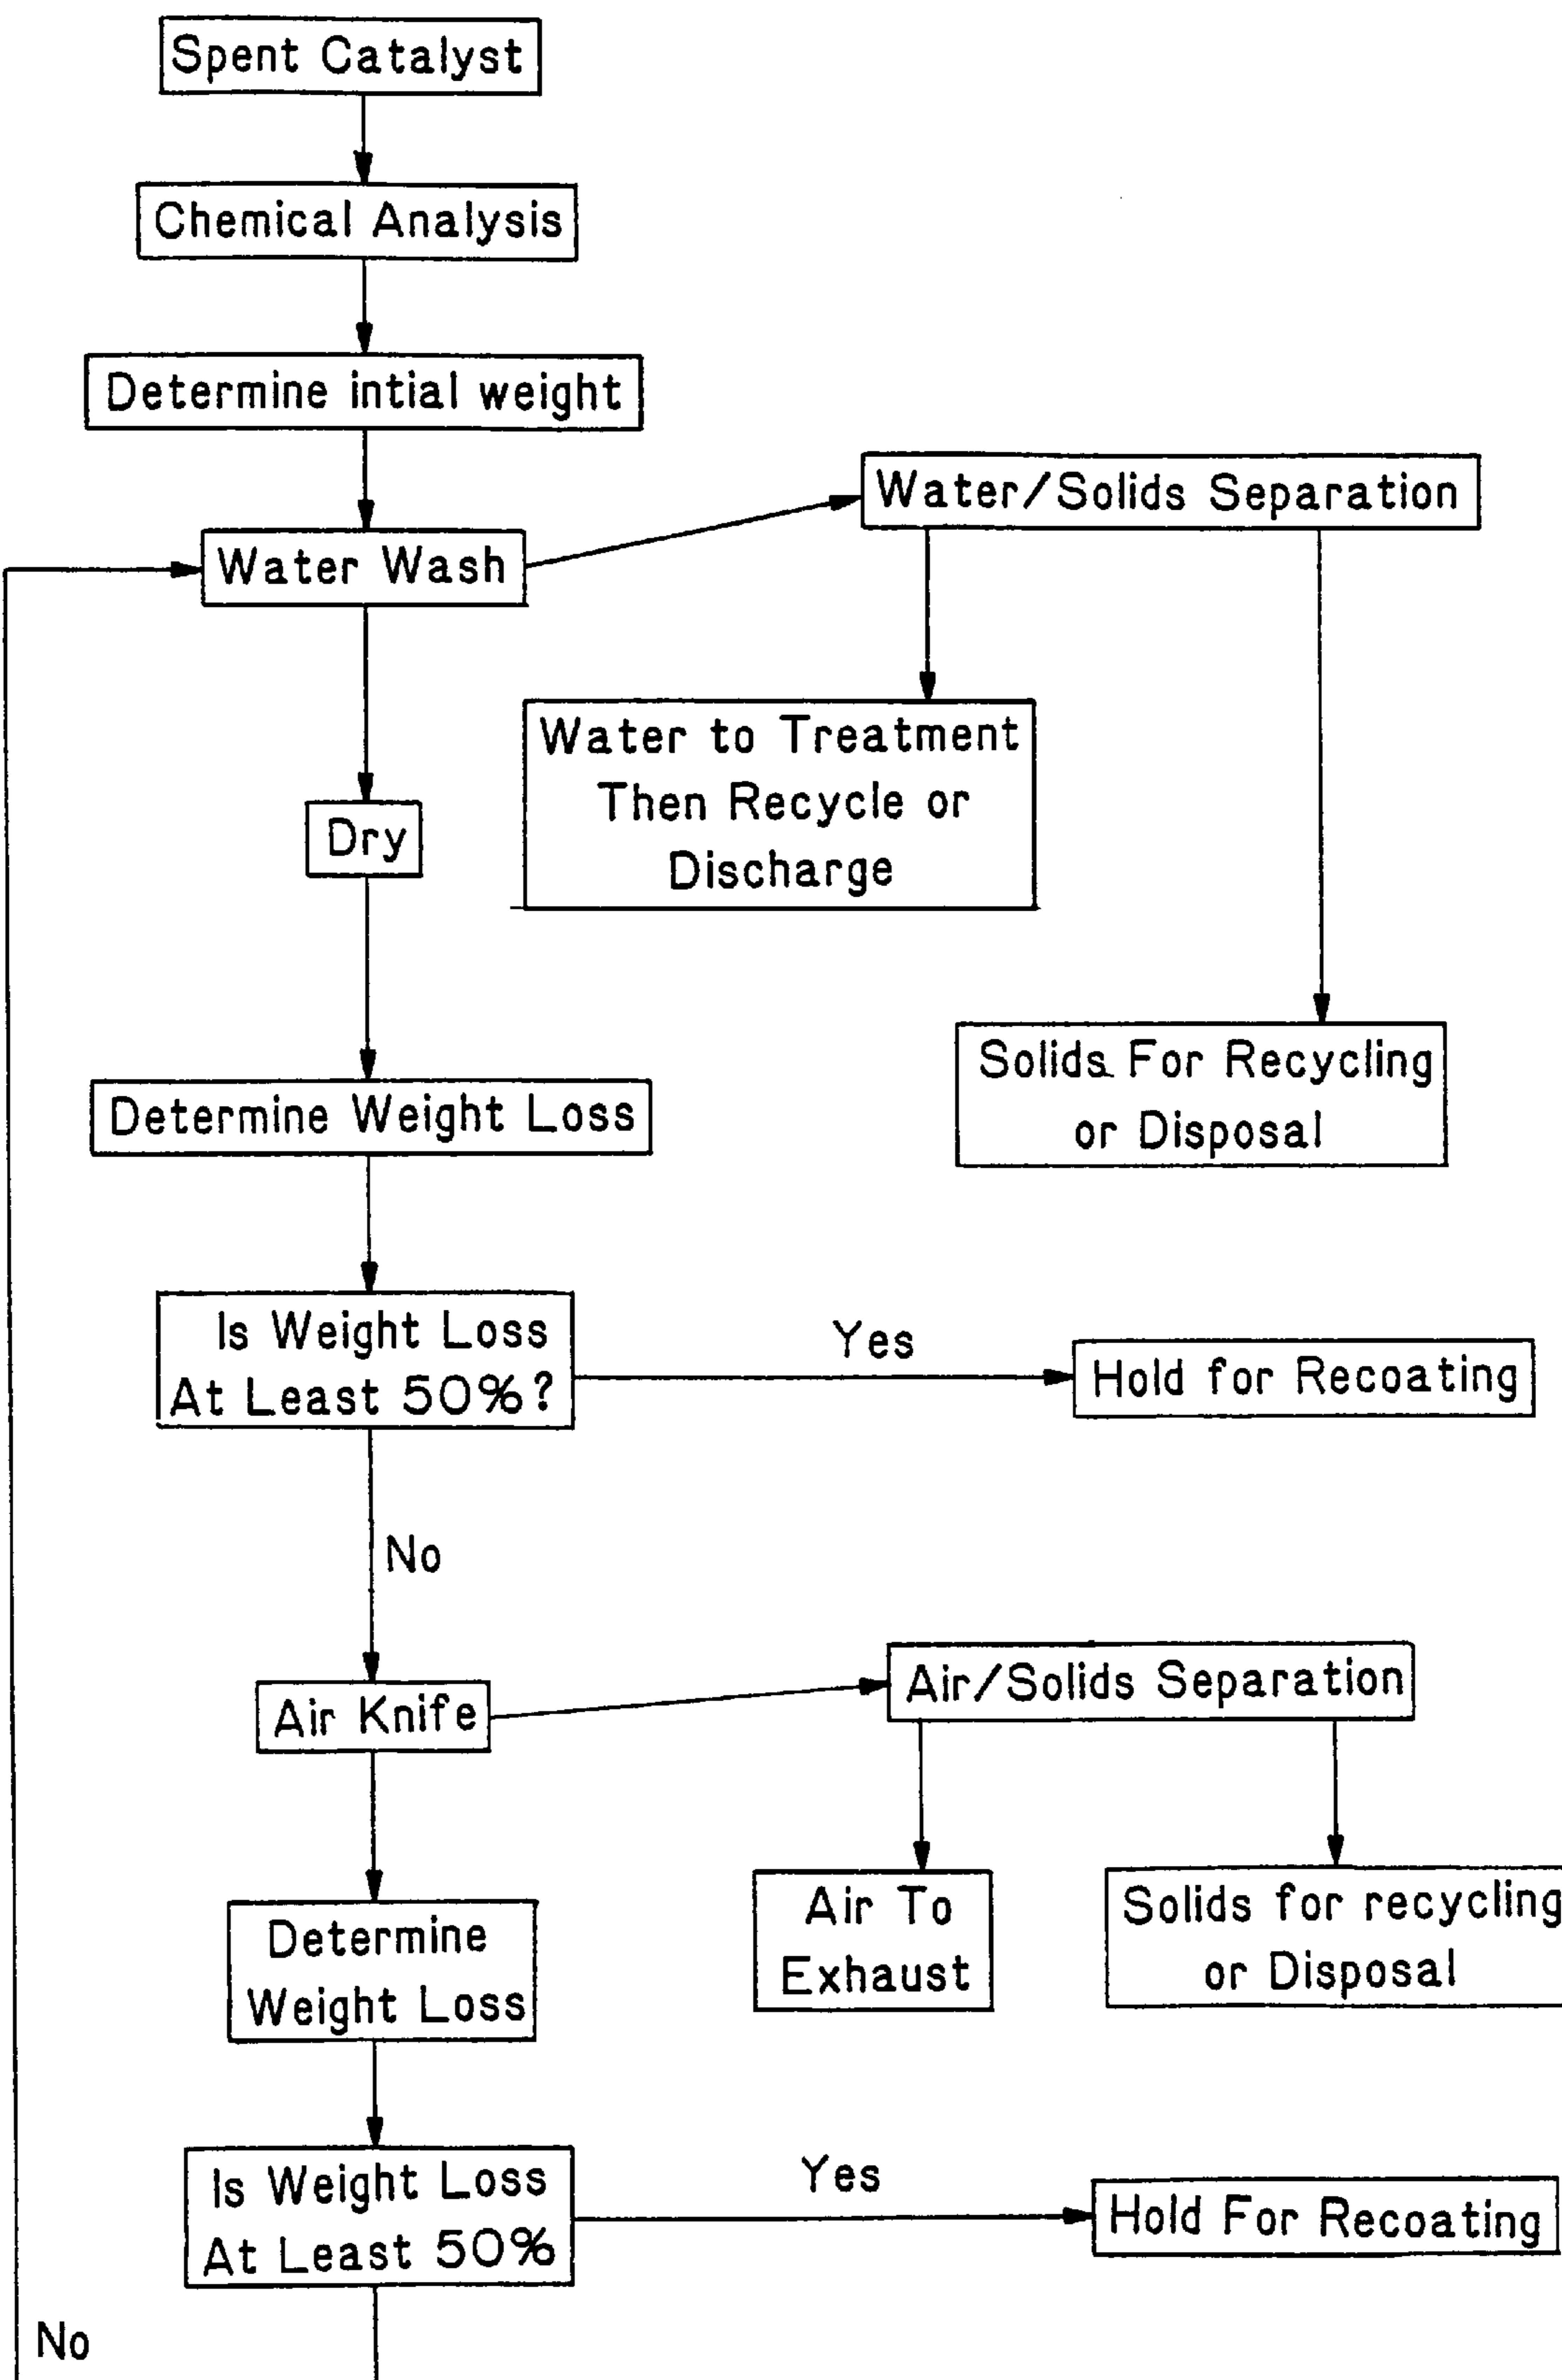 Spent Catalyst
Chemical Analysis
Determine intial weight
Water/Solids Separation
Water Wash
Water to Treatment
Then Recycle or
Discharge
Dry
Solids For Recycling
or Disposal
Determine Weight Loss
Is Weight Loss
At Least 50%?
Yes
Hold for Recoating
No
Air/Solids Separation
Air Knife
Air To
Exhaust
Solids for recycling
or Disposal
Determine
Weight Loss
Is Weight Loss
At Least 50%
Yes
Hold For Recoating
No